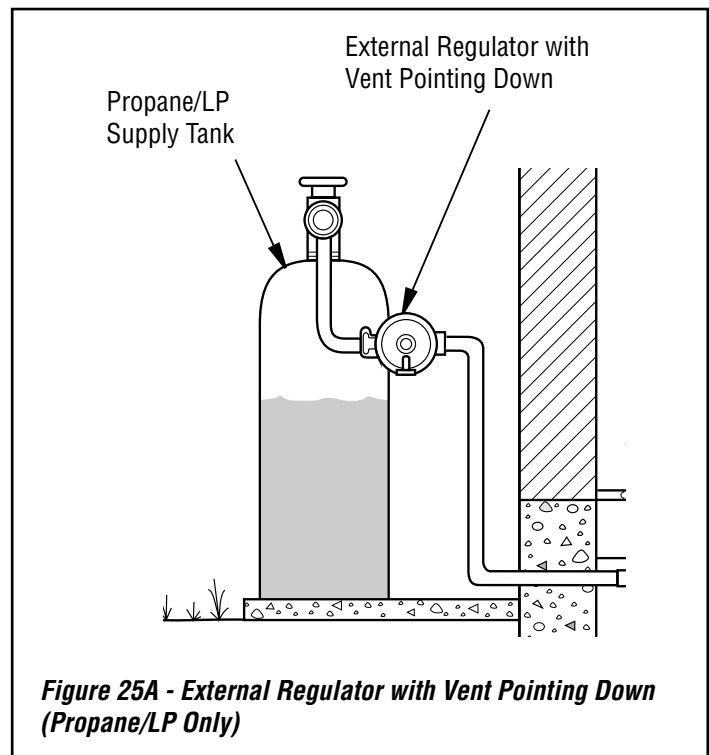 External Regulator with
Vent Pointing Down
Propane/LP
Supply Tank
Figure 25A - External Regulator with Vent Pointing Down
(Propane/LP Only)